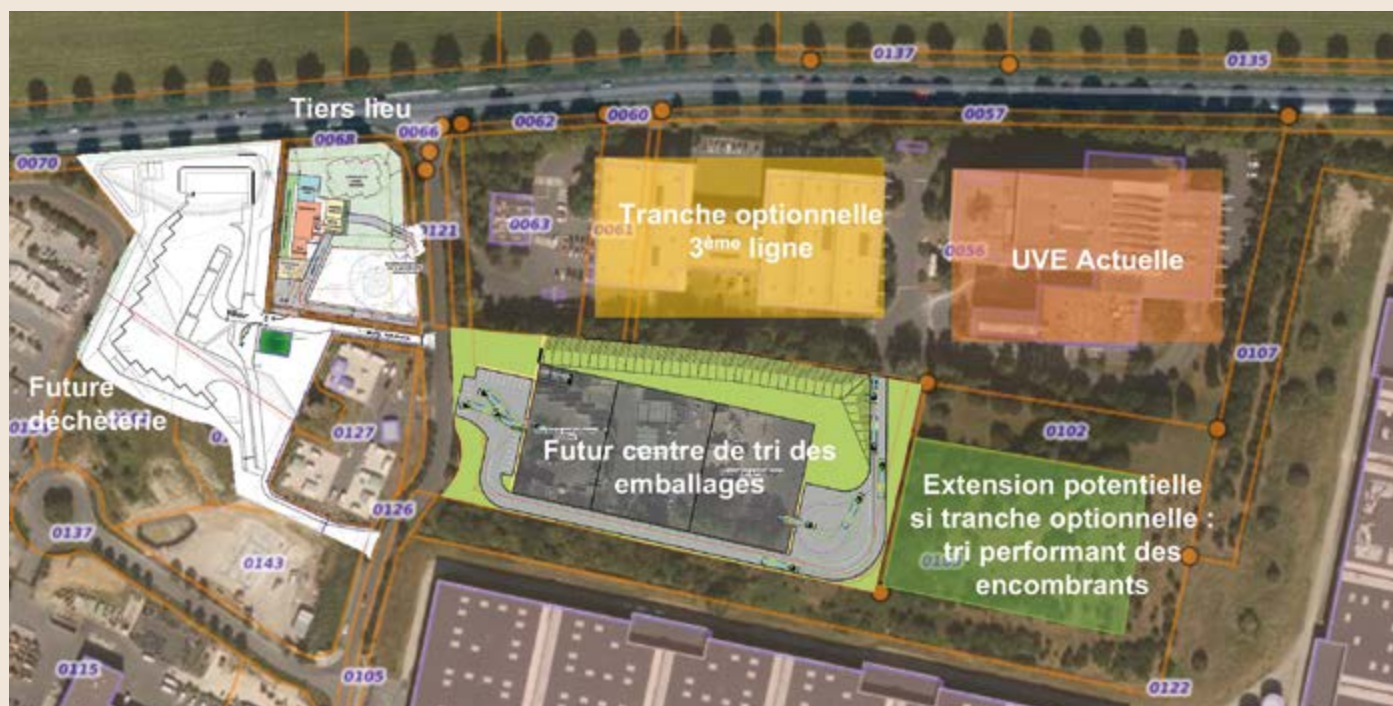 0137
0135
Tiers lieu
0062
0060
0057
0066
0068
0070
0121
0063
0061
Tranche optionnelle
3ème ligne
0056
UVE Actuelle
0107
Future
déchèterie
0127
0102
Futur centre de tri des
emballages
Extension potentielle
si tranche optionnelle :
tri performant des
encombrants
0126
0137
0143
0115
0105
0122